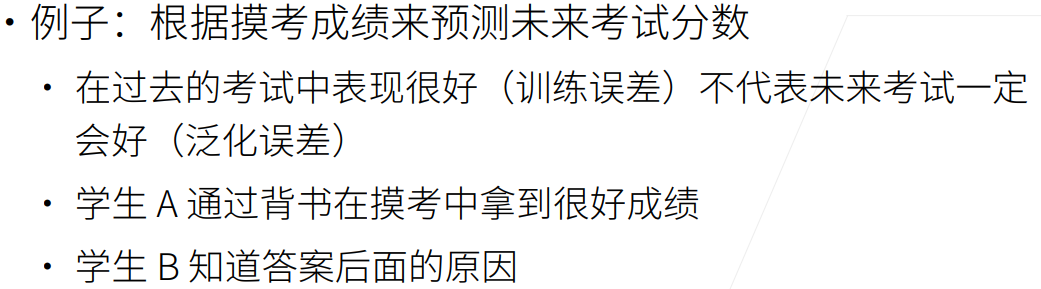 • 例子：根据摸考成绩来预测未来考试分数
• 在过去的考试中表现很好（训练误差）不代表未来考试一定
会好（泛化误差）
• 学生 A 通过背书在摸考中拿到很好成绩
• 学生 B 知道答案后面的原因